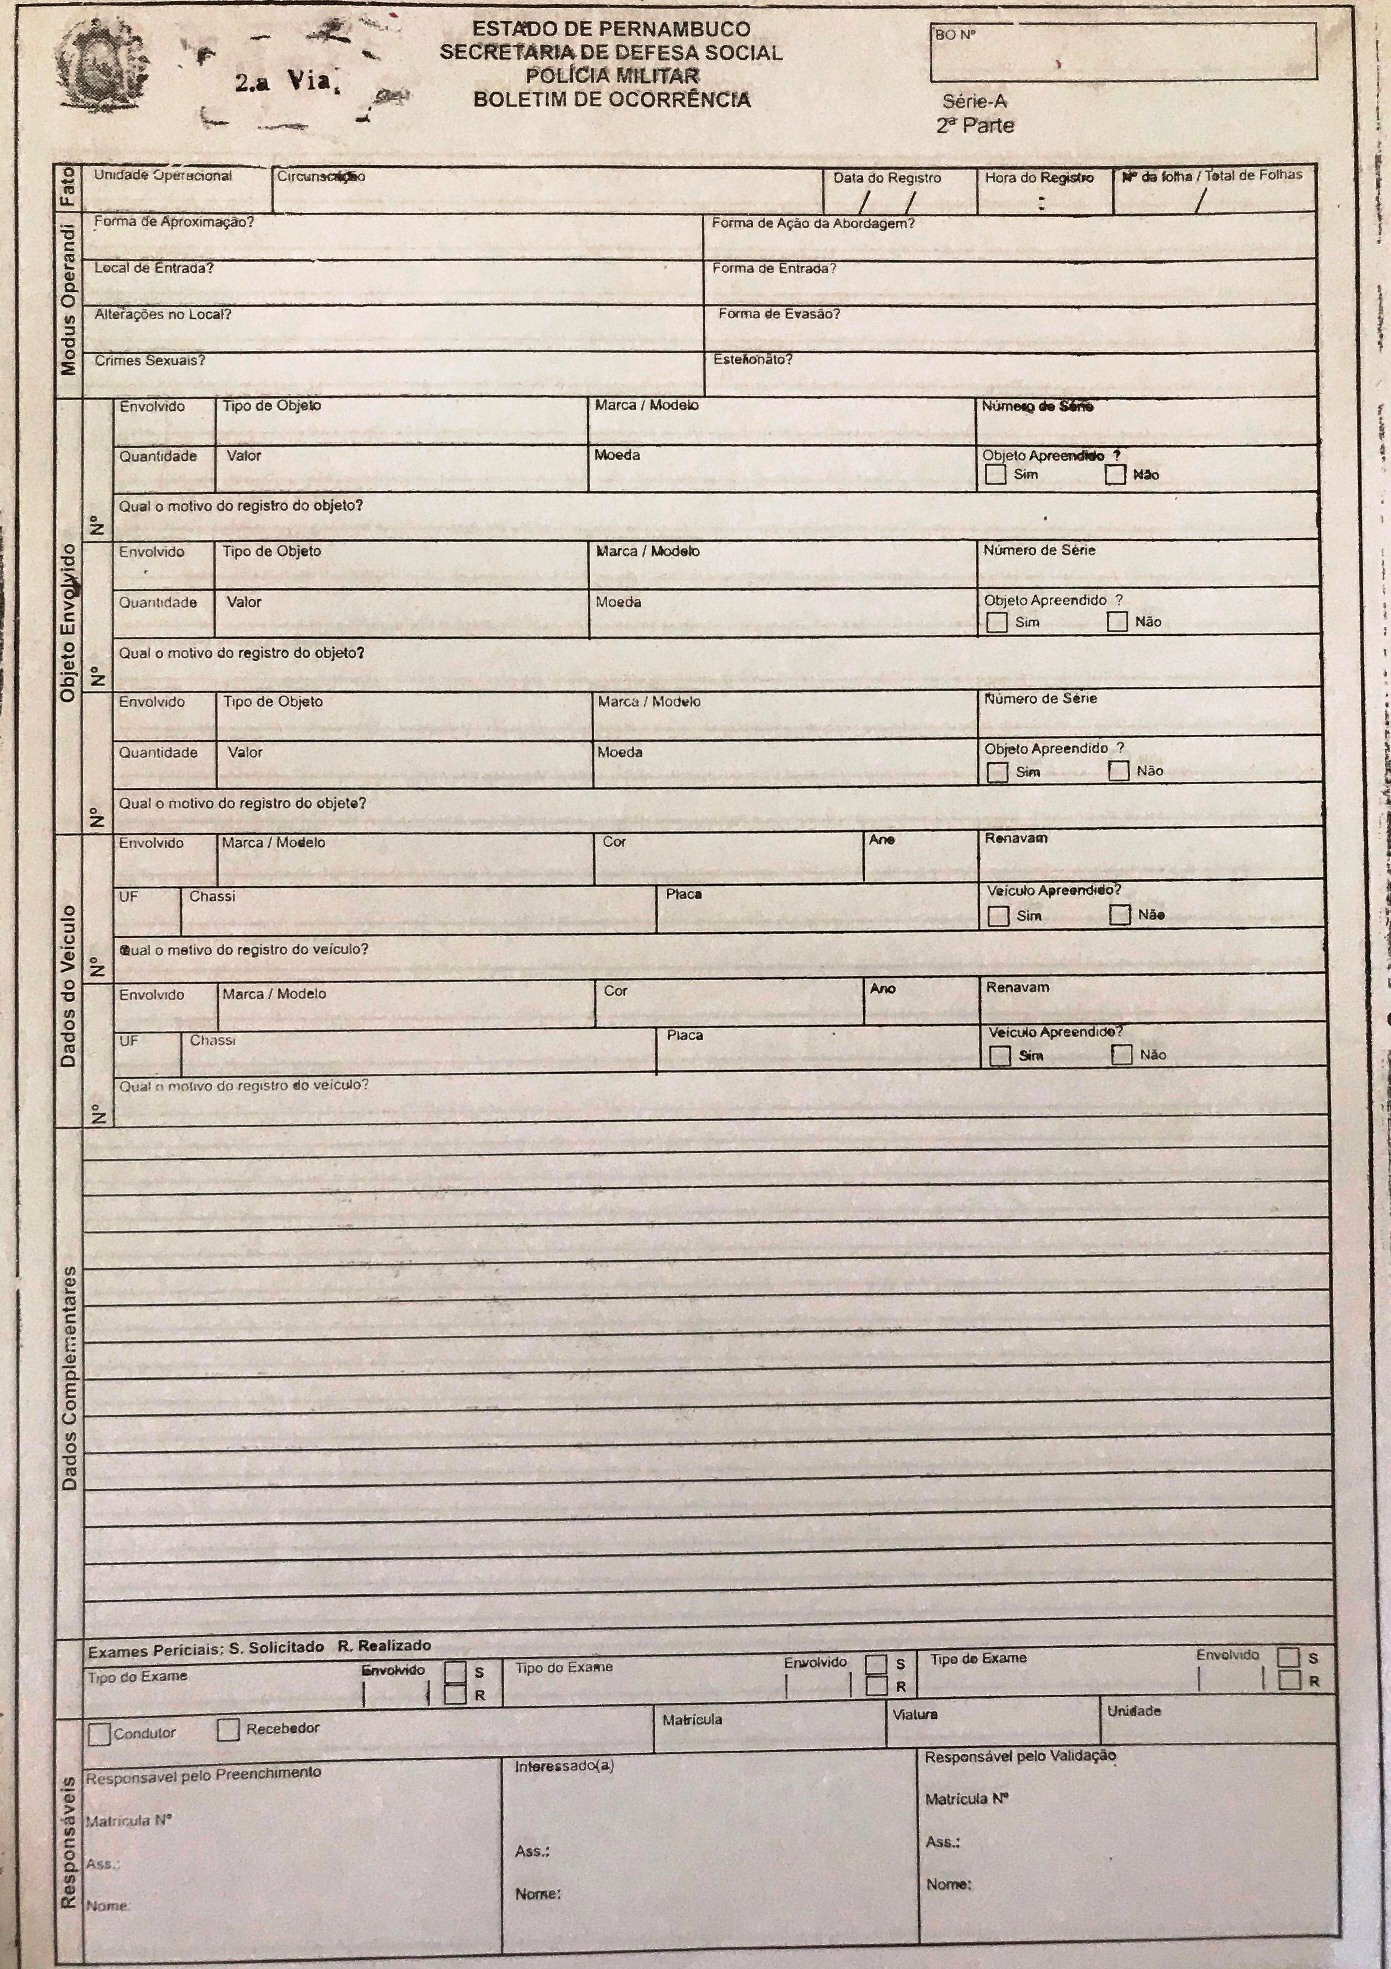 ESTADO DE PERNAMBUCO
SECRETARIA DE DEFESA SOCIAL
POLÍCIA MILITAR
BOLETIM DE OCORRÊNCIA
2.a Via.
BO Nº
Série-A
2ª Parte
Fato
Unidade Operacional Circunscrição Data do Registro Hora do Registro Nº da folha / Total de Folhas
/ / : /
Modus Operandi
Forma de Aproximação? Forma de Ação da Abordagem?
Local de Entrada? Forma de Entrada?
Alterações no Local? Forma de Evasão?
Crimes Sexuais? Estelionato?
Objeto Envolvido
Envolvido Tipo de Objeto Marca / Modelo Número de Série
Quantidade Valor Moeda Objeto Apreendido ?
Sim Não
Nº Qual o motivo do registro do objeto?
Envolvido Tipo de Objeto Marca / Modelo Número de Série
Quantidade Valor Moeda Objeto Apreendido ?
Sim Não
Nº Qual o motivo do registro do objeto?
Envolvido Tipo de Objeto Marca / Modelo Número de Série
Quantidade Valor Moeda Objeto Apreendido ?
Sim Não
Nº Qual o motivo do registro do objeto?
Dados do Veículo
Envolvido Marca / Modelo Cor Ano Renavam
UF Chassi Placa Veículo Apreendido?
Sim Não
Nº Qual o motivo do registro do veículo?
Envolvido Marca / Modelo Cor Ano Renavam
UF Chassi Placa Veículo Apreendido?
Sim Não
Nº Qual o motivo do registro do veículo?
Dados Complementares
Exames Periciais: S. Solicitado R. Realizado
Tipo do Exame Envolvido S Tipo do Exame Envolvido S Tipo do Exame Envolvido S
R R R
Responsáveis
Condutor Recebedor Matrícula Viatura Unidade
Responsável pelo Preenchimento Interessado(a) Responsável pelo Validação
Matrícula Nº Matrícula Nº
Ass.: Ass.: Ass.:
Nome: Nome: Nome: